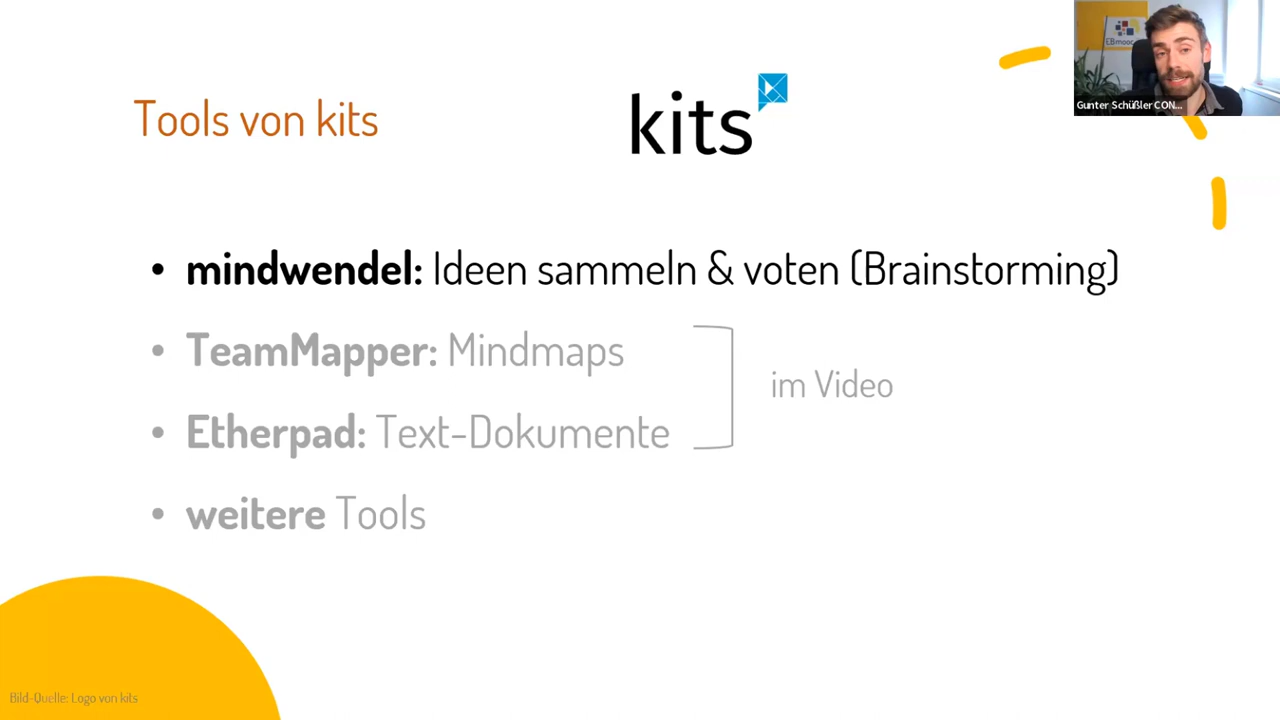 Tools von kits
kits
EBmooc
Gunter Schüßler CON...
• mindwendel: Ideen sammeln & voten (Brainstorming)
• TeamMapper: Mindmaps
im Video
• Etherpad: Text-Dokumente
• weitere Tools
Bild-Quelle: Logo von kits